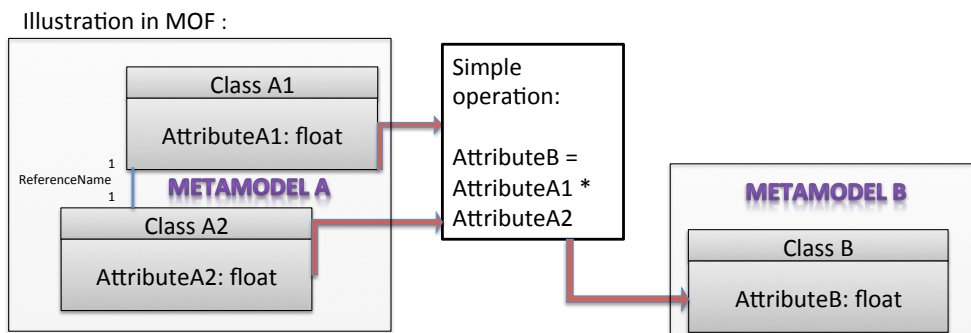 Illustration in MOF :
Class A1
AttributeA1: float
1
ReferenceName
1
METAMODEL A
Class A2
AttributeA2: float
Simple
operation:
AttributeB =
AttributeA1 *
AttributeA2
METAMODEL B
Class B
AttributeB: float